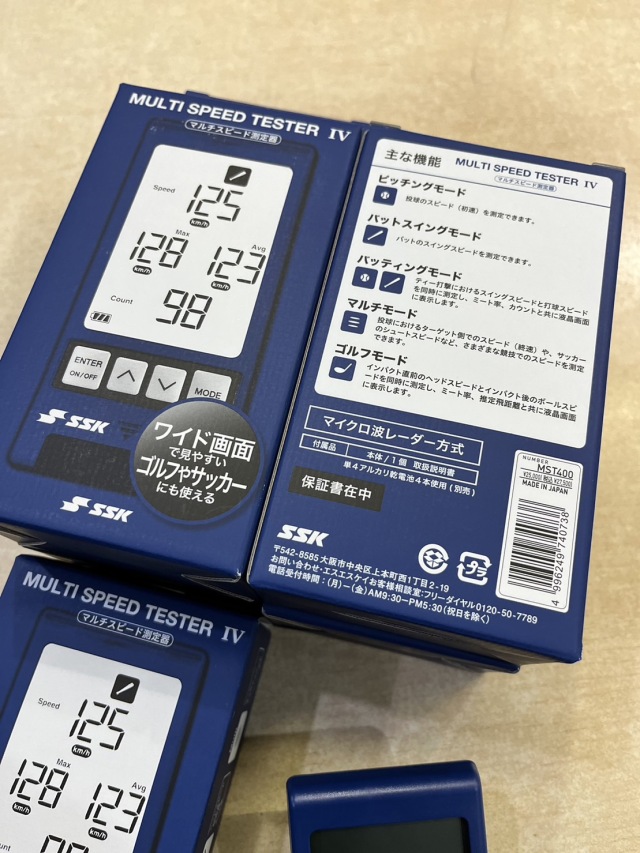 MULTI SPEED TESTER IV
マルチスピード測定器
Speed
125
km/h
Max
128
km/h
Avg
123
km/h
Count
98
ENTER
ON/OFF
MODE
SSK
ワイド画面
で見やすい
ゴルフやサッカー
にも使える
SSK
主な機能 MULTI SPEED TESTER IV
マルチスピード測定器
ピッチングモード
投球のスピード（初速）を測定できます。
バットスイングモード
バットのスイングスピードを測定できます。
バッティングモード
ティー打撃におけるスイングスピードと打球スピード
を同時に測定し、ミート率、カウントと共に液晶画面
に表示します。
マルチモード
投球におけるターゲット側でのスピード（終速）や、サッカー
のシュートスピードなど、さまざまな競技でのスピードを測定
できます。
ゴルフモード
インパクト直前のヘッドスピードとインパクト後のボールスピ
ードを同時に測定し、ミート率、推定飛距離と共に液晶画面
に表示します。
マイクロ波レーダー方式
付属品 本体/1個 取扱説明書
単4アルカリ乾電池4本使用(別売)
保証書在中
NUMBER
MST400
¥25,000(税込 ¥27,500)
MADE IN JAPAN
4 996249 740738
SSK
〒542-8585 大阪市中央区上本町西1丁目2-19
お問い合わせ・エスエスケイお客様相談室:フリーダイヤル0120-50-7789
電話受付時間:(月)ー(金)AM9:30-PM5:30(祝日を除く)
プラ
MULTI SPEED TESTER IV
マルチスピード測定器
Speed
125
km/h
Max
128
km/h
Avg
123
km/h
Count
98